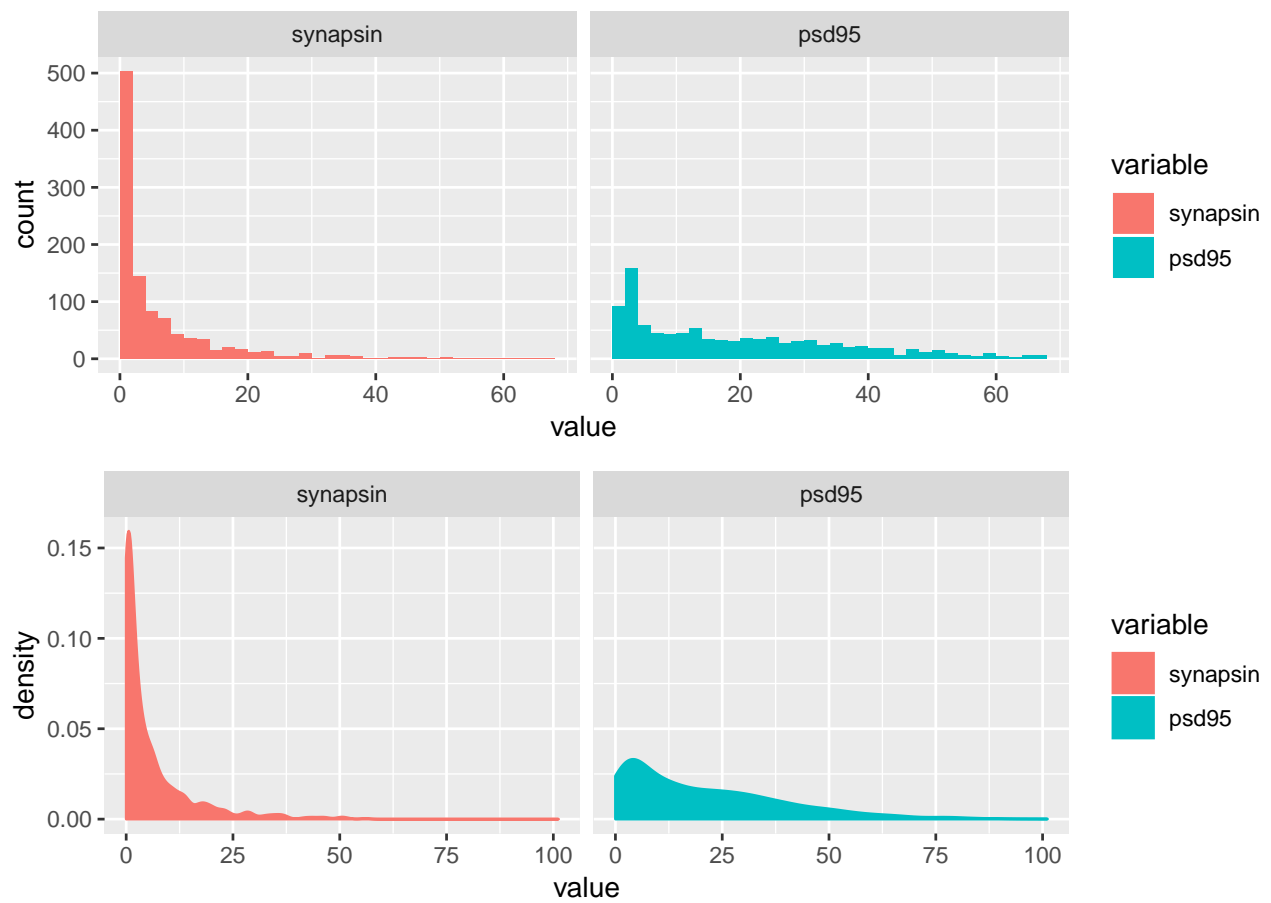 synapsin psd95
500
400
300
200
100
0
count
0 20 40 60 0 20 40 60
value
variable
synapsin
psd95
synapsin psd95
0.15
0.10
0.05
0.00
density
0 25 50 75 100 0 25 50 75 100
value
variable
synapsin
psd95